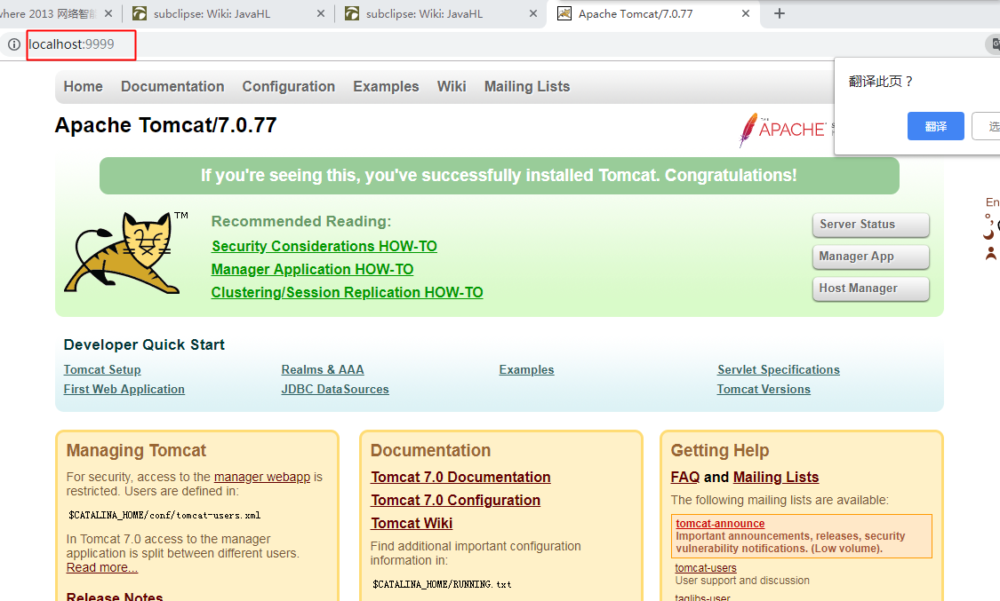 where 2013 网络智能
subclipse: Wiki: JavaHL
subclipse: Wiki: JavaHL
Apache Tomcat/7.0.77
localhost:9999
翻译此页？
翻译
选
Home Documentation Configuration Examples Wiki Mailing Lists
Apache Tomcat/7.0.77
THE
APACHE
If you're seeing this, you've successfully installed Tomcat. Congratulations!
TM
Recommended Reading:
Security Considerations HOW-TO
Manager Application HOW-TO
Clustering/Session Replication HOW-TO
Server Status
Manager App
Host Manager
En
Developer Quick Start
Tomcat Setup
First Web Application
Realms & AAA
JDBC DataSources
Examples
Servlet Specifications
Tomcat Versions
Managing Tomcat
For security, access to the manager webapp is
restricted. Users are defined in:
$CATALINA_HOME/conf/tomcat-users.xml
In Tomcat 7.0 access to the manager
application is split between different users.
Read more...
Release Notes
Documentation
Tomcat 7.0 Documentation
Tomcat 7.0 Configuration
Tomcat Wiki
Find additional important configuration
information in:
$CATALINA_HOME/RUNNING.txt
Getting Help
FAQ and Mailing Lists
The following mailing lists are available:
tomcat-announce
Important announcements, releases, security
vulnerability notifications. (Low volume).
tomcat-users
User support and discussion
taglibs-user